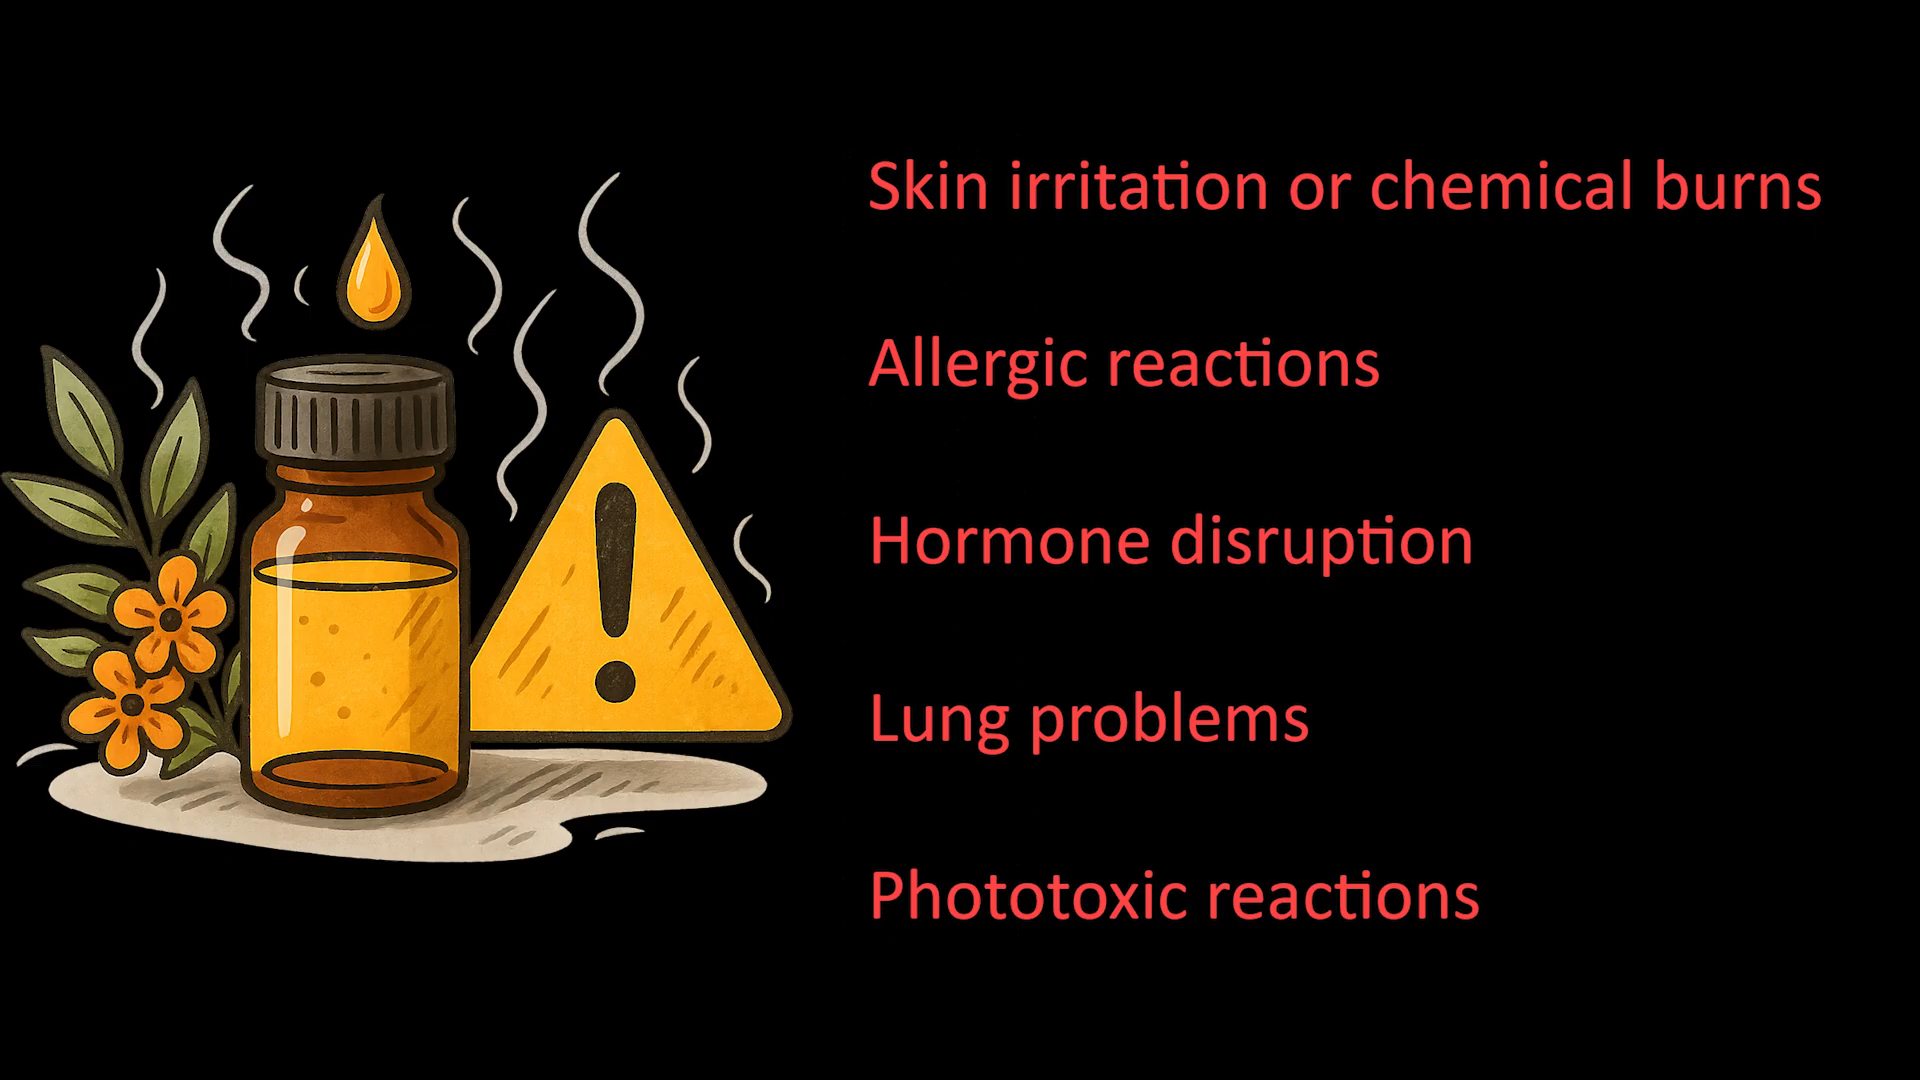 Skin irritation or chemical burns
Allergic reactions
Hormone disruption
Lung problems
Phototoxic reactions